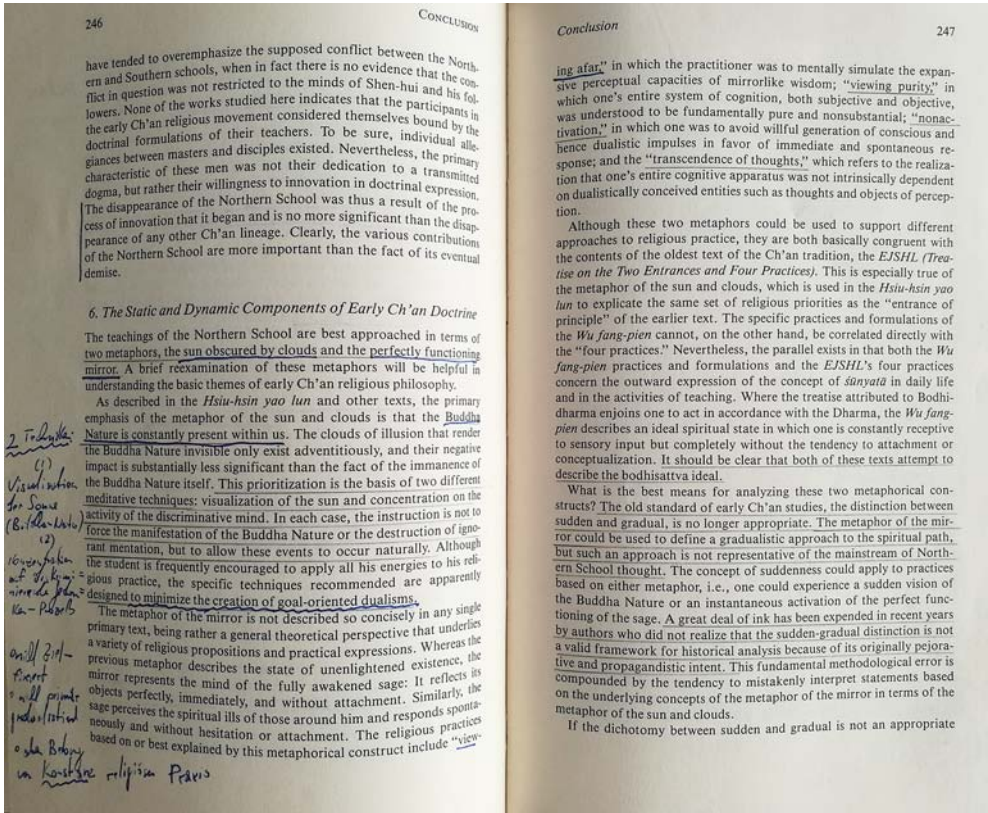 246
CONCLUSION
have tended to overemphasize the supposed conflict between the North-
ern and Southern schools, when in fact there is no evidence that the con-
flict in question was not restricted to the minds of Shen-hui and his fol-
lowers. None of the works studied here indicates that the participants in
the early Ch'an religious movement considered themselves bound by the
doctrinal formulations of their teachers. To be sure, individual alle-
giances between masters and disciples existed. Nevertheless, the primary
characteristic of these men was not their dedication to a transmitted
dogma, but rather their willingness to innovation in doctrinal expression.
The disappearance of the Northern School was thus a result of the pro-
cess of innovation that it began and is no more significant than the disap-
pearance of any other Ch'an lineage. Clearly, the various contributions
of the Northern School are more important than the fact of its eventual
demise.
6. The Static and Dynamic Components of Early Ch'an Doctrine
The teachings of the Northern School are best approached in terms of
two metaphors, the sun obscured by clouds and the perfectly functioning
mirror. A brief reexamination of these metaphors will be helpful in
understanding the basic themes of early Ch'an religious philosophy.
As described in the Hsiu-hsin yao lun and other texts, the primary
emphasis of the metaphor of the sun and clouds is that the Buddha
Nature is constantly present within us. The clouds of illusion that render
the Buddha Nature invisible only exist adventitiously, and their negative
impact is substantially less significant than the fact of the immanence of
the Buddha Nature itself. This prioritization is the basis of two different
meditative techniques: visualization of the sun and concentration on the
activity of the discriminative mind. In each case, the instruction is not to
force the manifestation of the Buddha Nature or the destruction of igno-
rant mentation, but to allow these events to occur naturally. Although
the student is frequently encouraged to apply all his energies to his reli-
gious practice, the specific techniques recommended are apparently
designed to minimize the creation of goal-oriented dualisms.
The metaphor of the mirror is not described so concisely in any single
primary text, being rather a general theoretical perspective that underlies
a variety of religious propositions and practical expressions. Whereas the
previous metaphor describes the state of unenlightened existence, the
mirror represents the mind of the fully awakened sage: It reflects its
objects perfectly, immediately, and without attachment. Similarly, the
sage perceives the spiritual ills of those around him and responds sponta-
neously and without hesitation or attachment. The religious practices
based on or best explained by this metaphorical construct include "view-
2 Techniken
(1)
Visualisation
der Sonne
(2)
religiösen Praxis
Conclusion
247
ing afar," in which the practitioner was to mentally simulate the expan-
sive perceptual capacities of mirrorlike wisdom; "viewing purity," in
which one's entire system of cognition, both subjective and objective,
was understood to be fundamentally pure and nonsubstantial; "nonac-
tivation," in which one was to avoid willful generation of conscious and
hence dualistic impulses in favor of immediate and spontaneous re-
sponse; and the "transcendence of thoughts," which refers to the realiza-
tion that one's entire cognitive apparatus was not intrinsically dependent
on dualistically conceived entities such as thoughts and objects of percep-
tion.
Although these two metaphors could be used to support different
approaches to religious practice, they are both basically congruent with
the contents of the oldest text of the Ch'an tradition, the EJSHL (Trea-
tise on the Two Entrances and Four Practices). This is especially true of
the metaphor of the sun and clouds, which is used in the Hsiu-hsin yao
lun to explicate the same set of religious priorities as the "entrance of
principle" of the earlier text. The specific practices and formulations of
the Wu fang-pien cannot, on the other hand, be correlated directly with
the "four practices." Nevertheless, the parallel exists in that both the Wu
fang-pien practices and formulations and the EJSHL's four practices
concern the outward expression of the concept of śūnyatā in daily life
and in the activities of teaching. Where the treatise attributed to Bodhi-
dharma enjoins one to act in accordance with the Dharma, the Wu fang-
pien describes an ideal spiritual state in which one is constantly receptive
to sensory input but completely without the tendency to attachment or
conceptualization. It should be clear that both of these texts attempt to
describe the bodhisattva ideal.
What is the best means for analyzing these two metaphorical con-
structs? The old standard of early Ch'an studies, the distinction between
sudden and gradual, is no longer appropriate. The metaphor of the mir-
ror could be used to define a gradualistic approach to the spiritual path,
but such an approach is not representative of the mainstream of North-
ern School thought. The concept of suddenness could apply to practices
based on either metaphor, i.e., one could experience a sudden vision of
the Buddha Nature or an instantaneous activation of the perfect func-
tioning of the sage. A great deal of ink has been expended in recent years
by authors who did not realize that the sudden-gradual distinction is not
a valid framework for historical analysis because of its originally pejora-
tive and propagandistic intent. This fundamental methodological error is
compounded by the tendency to mistakenly interpret statements based
on the underlying concepts of the metaphor of the mirror in terms of the
metaphor of the sun and clouds.
If the dichotomy between sudden and gradual is not an appropriate